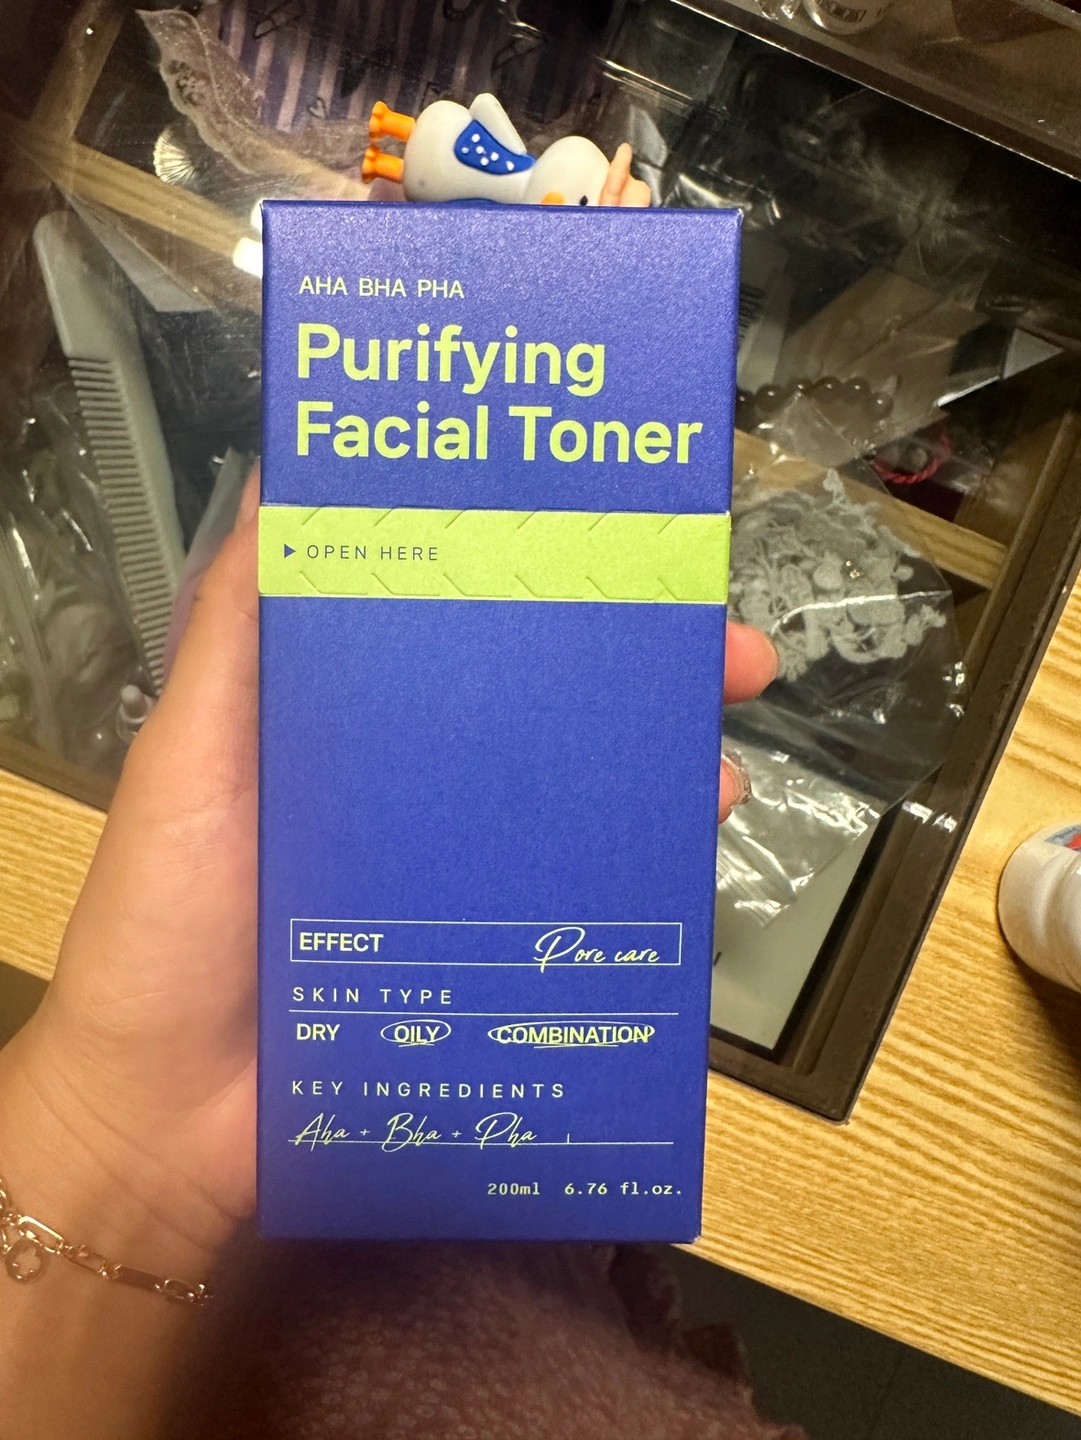 AHA BHA PHA
Purifying
Facial Toner
OPEN HERE
EFFECT Pore care
SKIN TYPE
DRY OILY COMBINATION
KEY INGREDIENTS
Aha + Bha + Pha
200ml 6.76 fl.oz.